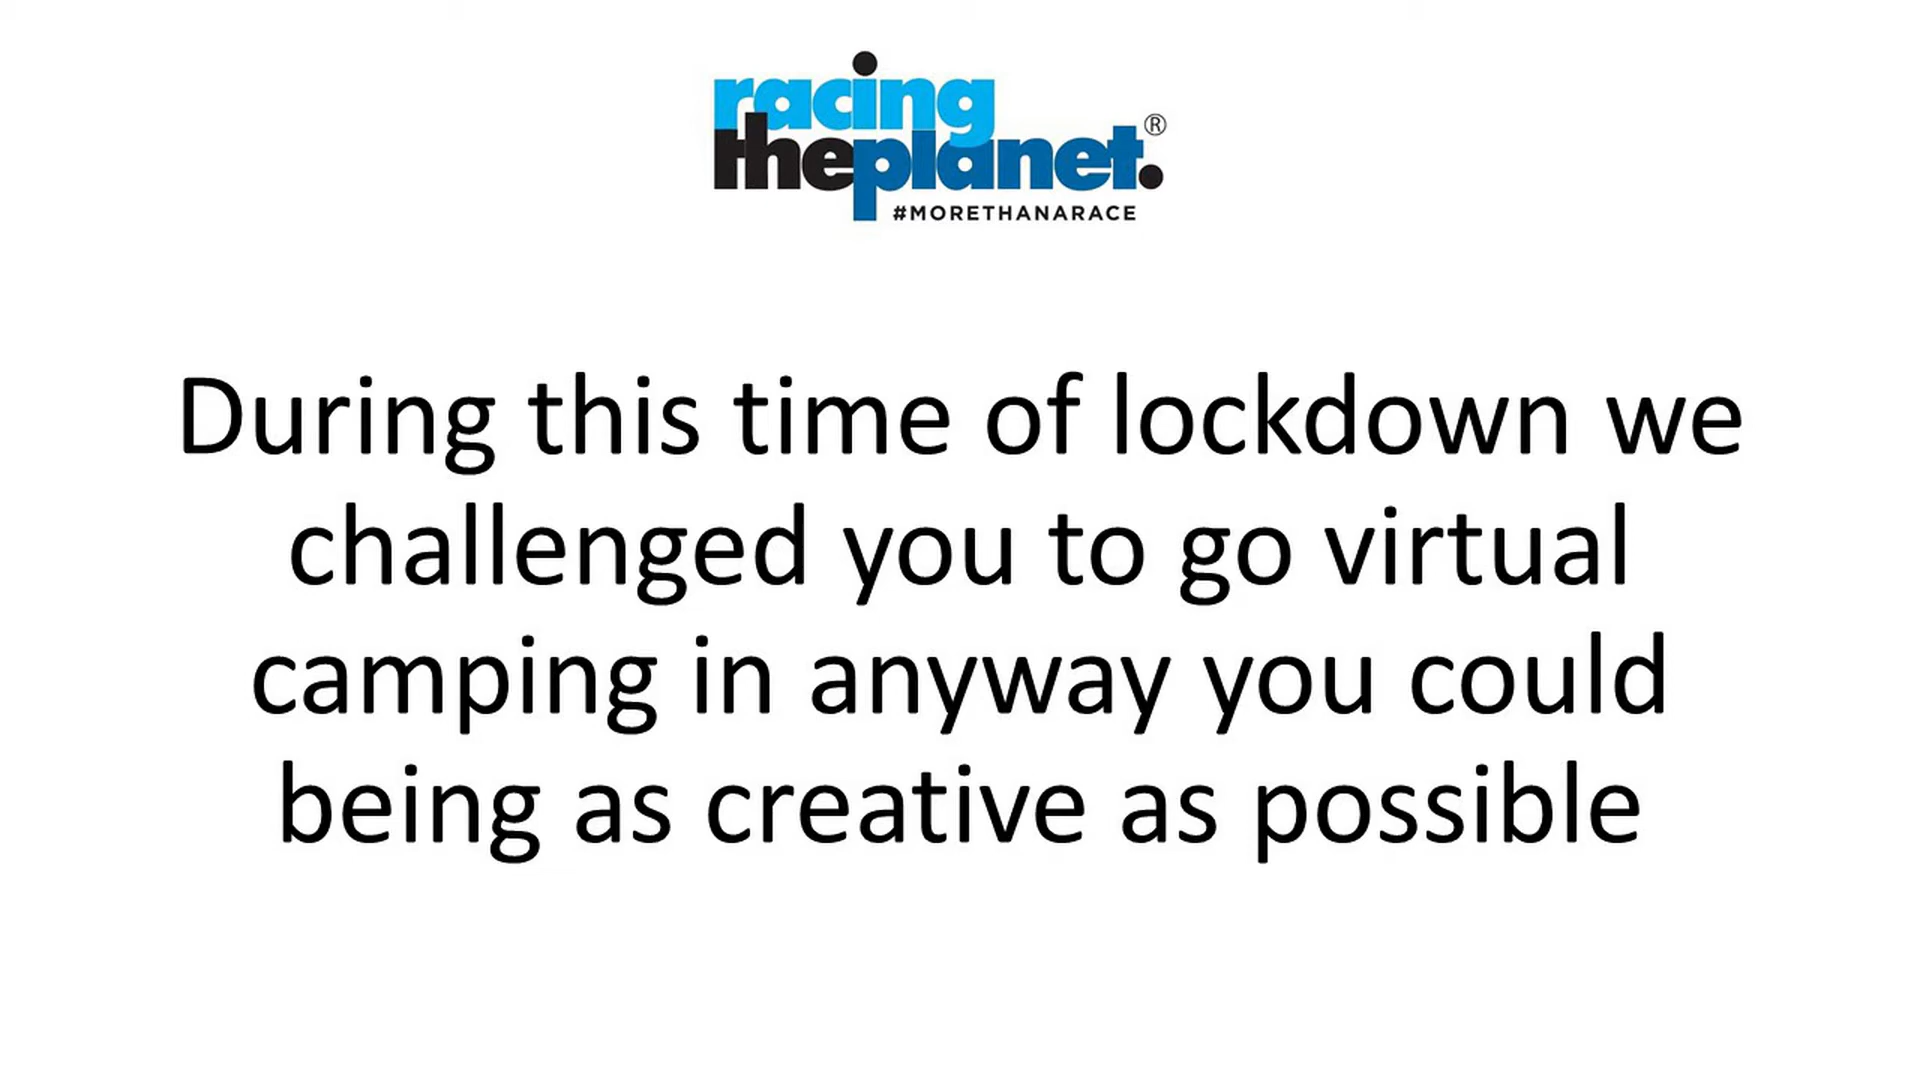 racing
theplanet.®
#MORETHANARACE
During this time of lockdown we
challenged you to go virtual
camping in anyway you could
being as creative as possible